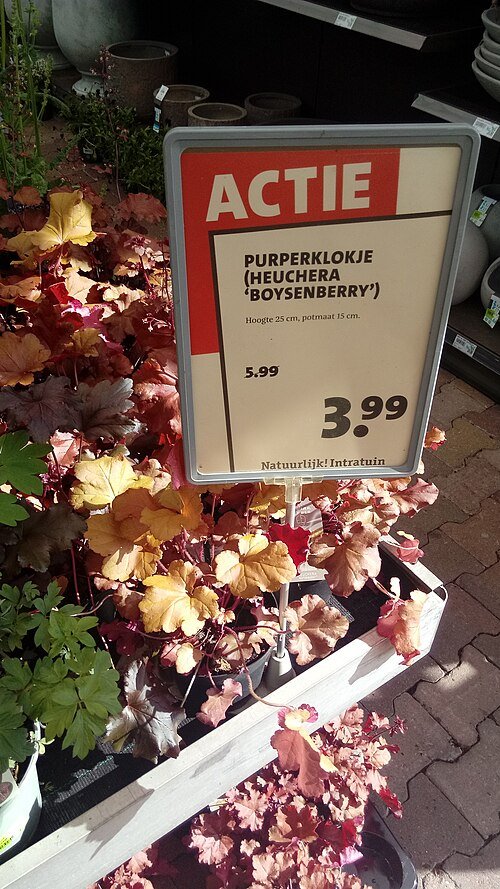 ACTIE
PURPERKLOKJE
(HEUCHERA
‘BOYSENBERRY’)
Hoogte 25 cm, potmaat 15 cm.
5.99
3.99
Natuurlijk! Intratuin